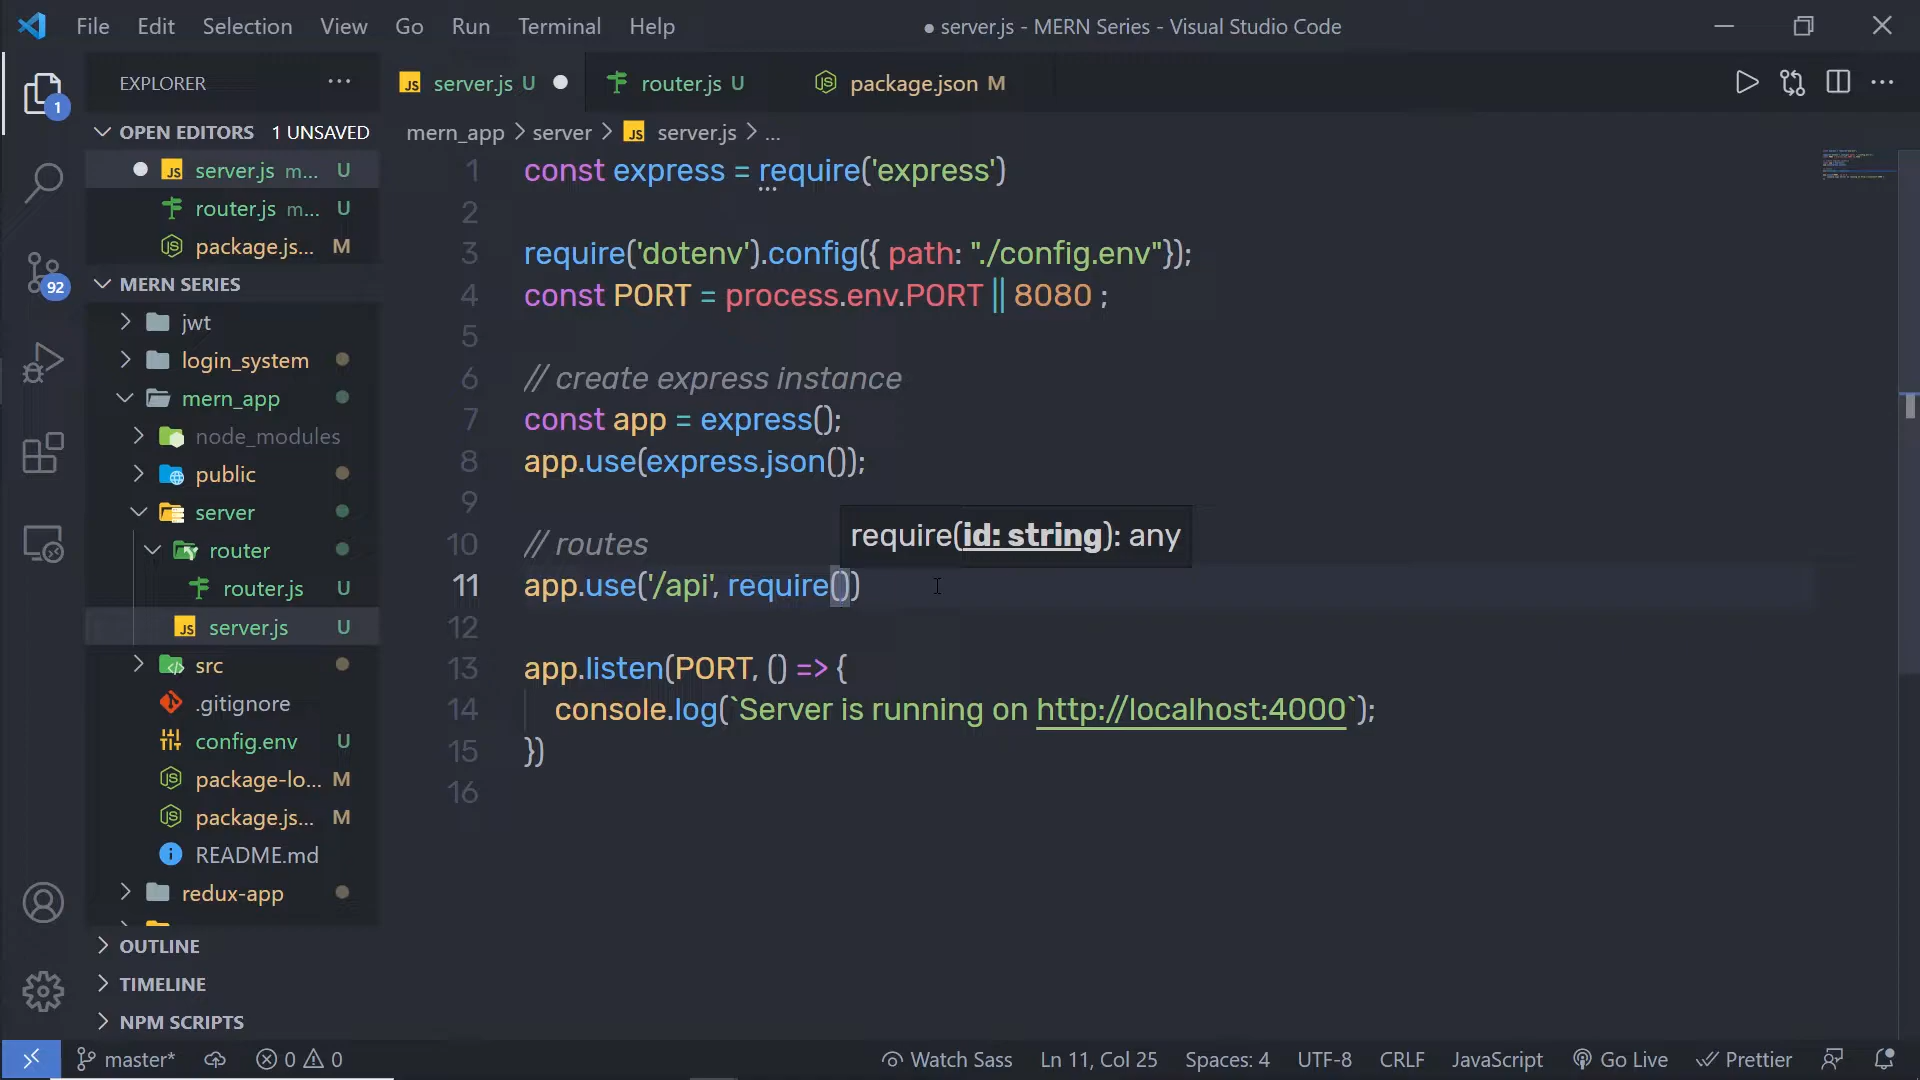 File Edit Selection View Go Run Terminal Help
● server.js - MERN Series - Visual Studio Code
EXPLORER ···
1
JS server.js U ●
router.js U
JS package.json M
OPEN EDITORS 1 UNSAVED
● JS server.js m... U
router.js m... U
JS package.js... M
92
MERN SERIES
jwt
login_system
mern_app
node_modules
public
server
router
router.js U
JS server.js U
src
.gitignore
config.env U
package-lo... M
package.js... M
README.md
redux-app
OUTLINE
TIMELINE
NPM SCRIPTS
mern_app > server > JS server.js > ...
1 const express = require('express')
2
3 require('dotenv').config({ path: "./config.env"});
4 const PORT = process.env.PORT || 8080 ;
5
6 // create express instance
7 const app = express();
8 app.use(express.json());
9
require(id: string): any
10 // routes
11 app.use('/api', require())
12
13 app.listen(PORT, () => {
14 console.log(`Server is running on http://localhost:4000`);
15 })
16
master* 0 0
Watch Sass Ln 11, Col 25 Spaces: 4 UTF-8 CRLF JavaScript Go Live Prettier